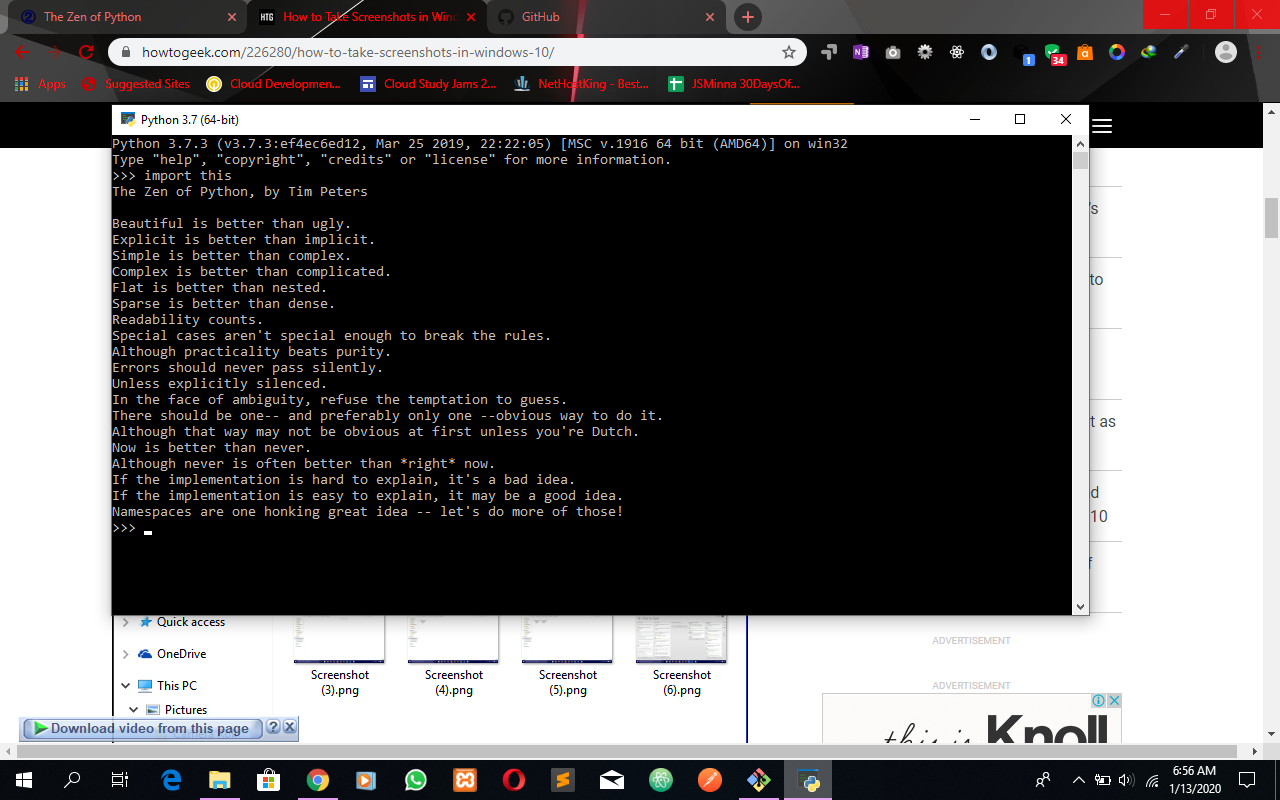 The Zen of Python
HTG
How to Take Screenshots in Win
GitHub
howtogeek.com/226280/how-to-take-screenshots-in-windows-10/
1
34
Apps
Suggested Sites
Cloud Developmen...
Cloud Study Jams 2...
NetHostKing - Best...
JSMinna 30DaysOf...
Python 3.7 (64-bit)
Python 3.7.3 (v3.7.3:ef4ec6ed12, Mar 25 2019, 22:22:05) [MSC v.1916 64 bit (AMD64)] on win32
Type "help", "copyright", "credits" or "license" for more information.
>>> import this
The Zen of Python, by Tim Peters
Beautiful is better than ugly.
Explicit is better than implicit.
Simple is better than complex.
Complex is better than complicated.
Flat is better than nested.
Sparse is better than dense.
Readability counts.
Special cases aren't special enough to break the rules.
Although practicality beats purity.
Errors should never pass silently.
Unless explicitly silenced.
In the face of ambiguity, refuse the temptation to guess.
There should be one-- and preferably only one --obvious way to do it.
Although that way may not be obvious at first unless you're Dutch.
Now is better than never.
Although never is often better than *right* now.
If the implementation is hard to explain, it's a bad idea.
If the implementation is easy to explain, it may be a good idea.
Namespaces are one honking great idea -- let's do more of those!
>>>
's
to
t as
d
10
f
Quick access
OneDrive
This PC
Pictures
Screenshot
(3).png
Screenshot
(4).png
Screenshot
(5).png
Screenshot
(6).png
ADVERTISEMENT
ADVERTISEMENT
this is Knoll
Download video from this page
?
6:56 AM
1/13/2020